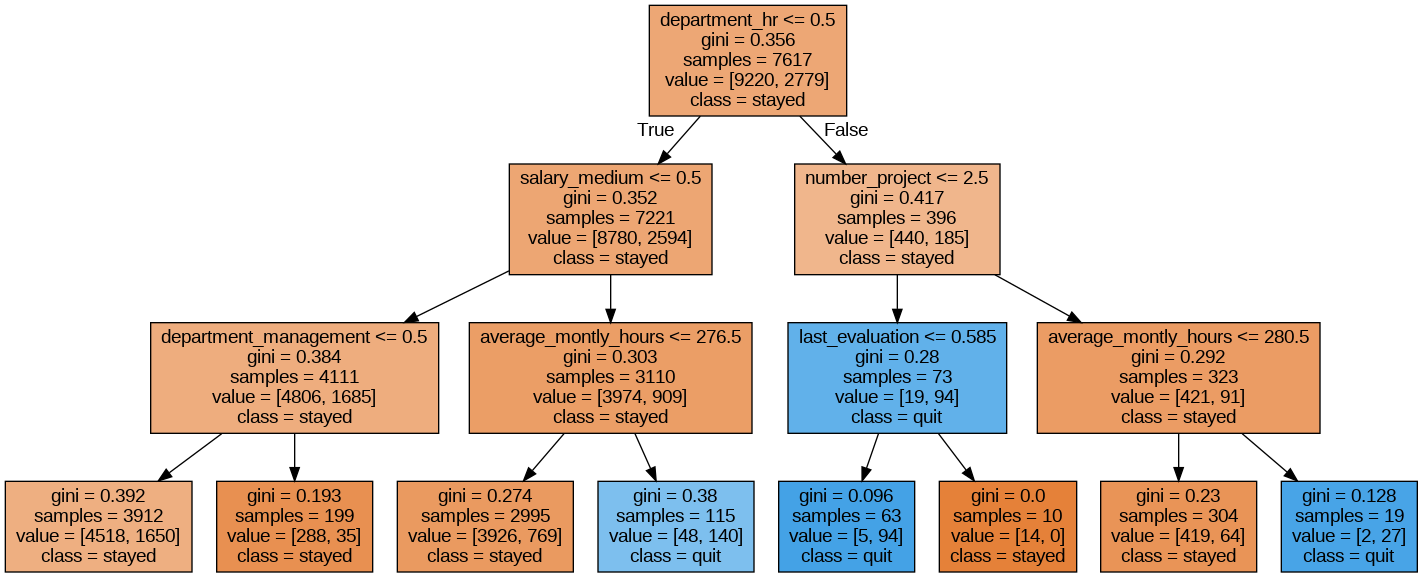 department_hr <= 0.5
gini = 0.356
samples = 7617
value = [9220, 2779]
class = stayed
True
False
salary_medium <= 0.5
gini = 0.352
samples = 7221
value = [8780, 2594]
class = stayed
number_project <= 2.5
gini = 0.417
samples = 396
value = [440, 185]
class = stayed
department_management <= 0.5
gini = 0.384
samples = 4111
value = [4806, 1685]
class = stayed
average_montly_hours <= 276.5
gini = 0.303
samples = 3110
value = [3974, 909]
class = stayed
last_evaluation <= 0.585
gini = 0.28
samples = 73
value = [19, 94]
class = quit
average_montly_hours <= 280.5
gini = 0.292
samples = 323
value = [421, 91]
class = stayed
gini = 0.392
samples = 3912
value = [4518, 1650]
class = stayed
gini = 0.193
samples = 199
value = [288, 35]
class = stayed
gini = 0.274
samples = 2995
value = [3926, 769]
class = stayed
gini = 0.38
samples = 115
value = [48, 140]
class = quit
gini = 0.096
samples = 63
value = [5, 94]
class = quit
gini = 0.0
samples = 10
value = [14, 0]
class = stayed
gini = 0.23
samples = 304
value = [419, 64]
class = stayed
gini = 0.128
samples = 19
value = [2, 27]
class = quit